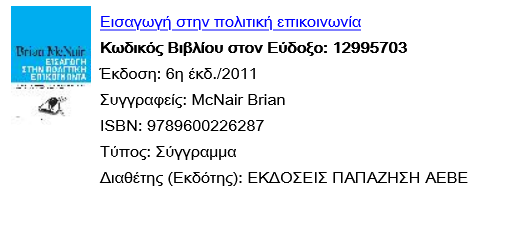 Brian McNair
ΕΙΣΑΓΩΓΗ
ΣΤΗΝ ΠΟΛΙΤΙΚΗ
ΕΠΙΚΟΙΝΩΝΙΑ
Εισαγωγή στην πολιτική επικοινωνία
Κωδικός Βιβλίου στον Εύδοξο: 12995703
Έκδοση: 6η έκδ./2011
Συγγραφείς: McNair Brian
ISBN: 9789600226287
Τύπος: Σύγγραμμα
Διαθέτης (Εκδότης): ΕΚΔΟΣΕΙΣ ΠΑΠΑΖΗΣΗ ΑΕΒΕ